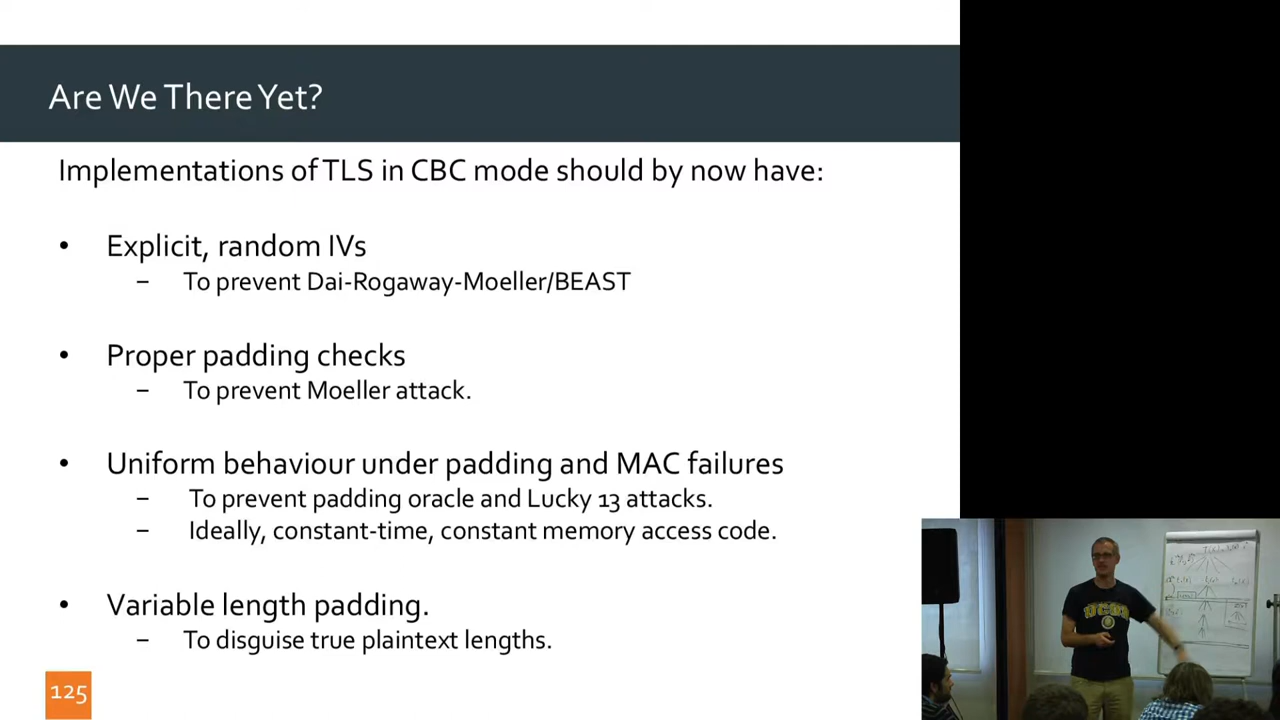 Are We There Yet?
Implementations of TLS in CBC mode should by now have:
• Explicit, random IVs
– To prevent Dai-Rogaway-Moeller/BEAST
• Proper padding checks
– To prevent Moeller attack.
• Uniform behaviour under padding and MAC failures
– To prevent padding oracle and Lucky 13 attacks.
– Ideally, constant-time, constant memory access code.
• Variable length padding.
– To disguise true plaintext lengths.
125